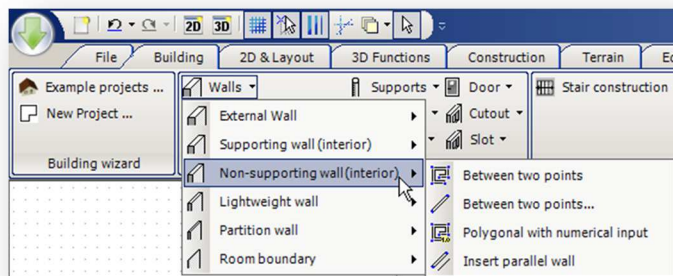 2D 3D
File Building 2D & Layout 3D Functions Construction Terrain
Example projects ... Walls Supports Door Stair construction
New Project ... External Wall Cutout
Supporting wall (interior) Slot
Building wizard Non-supporting wall(interior) Between two points
Lightweight wall Between two points...
Partition wall Polygonal with numerical input
Room boundary Insert parallel wall